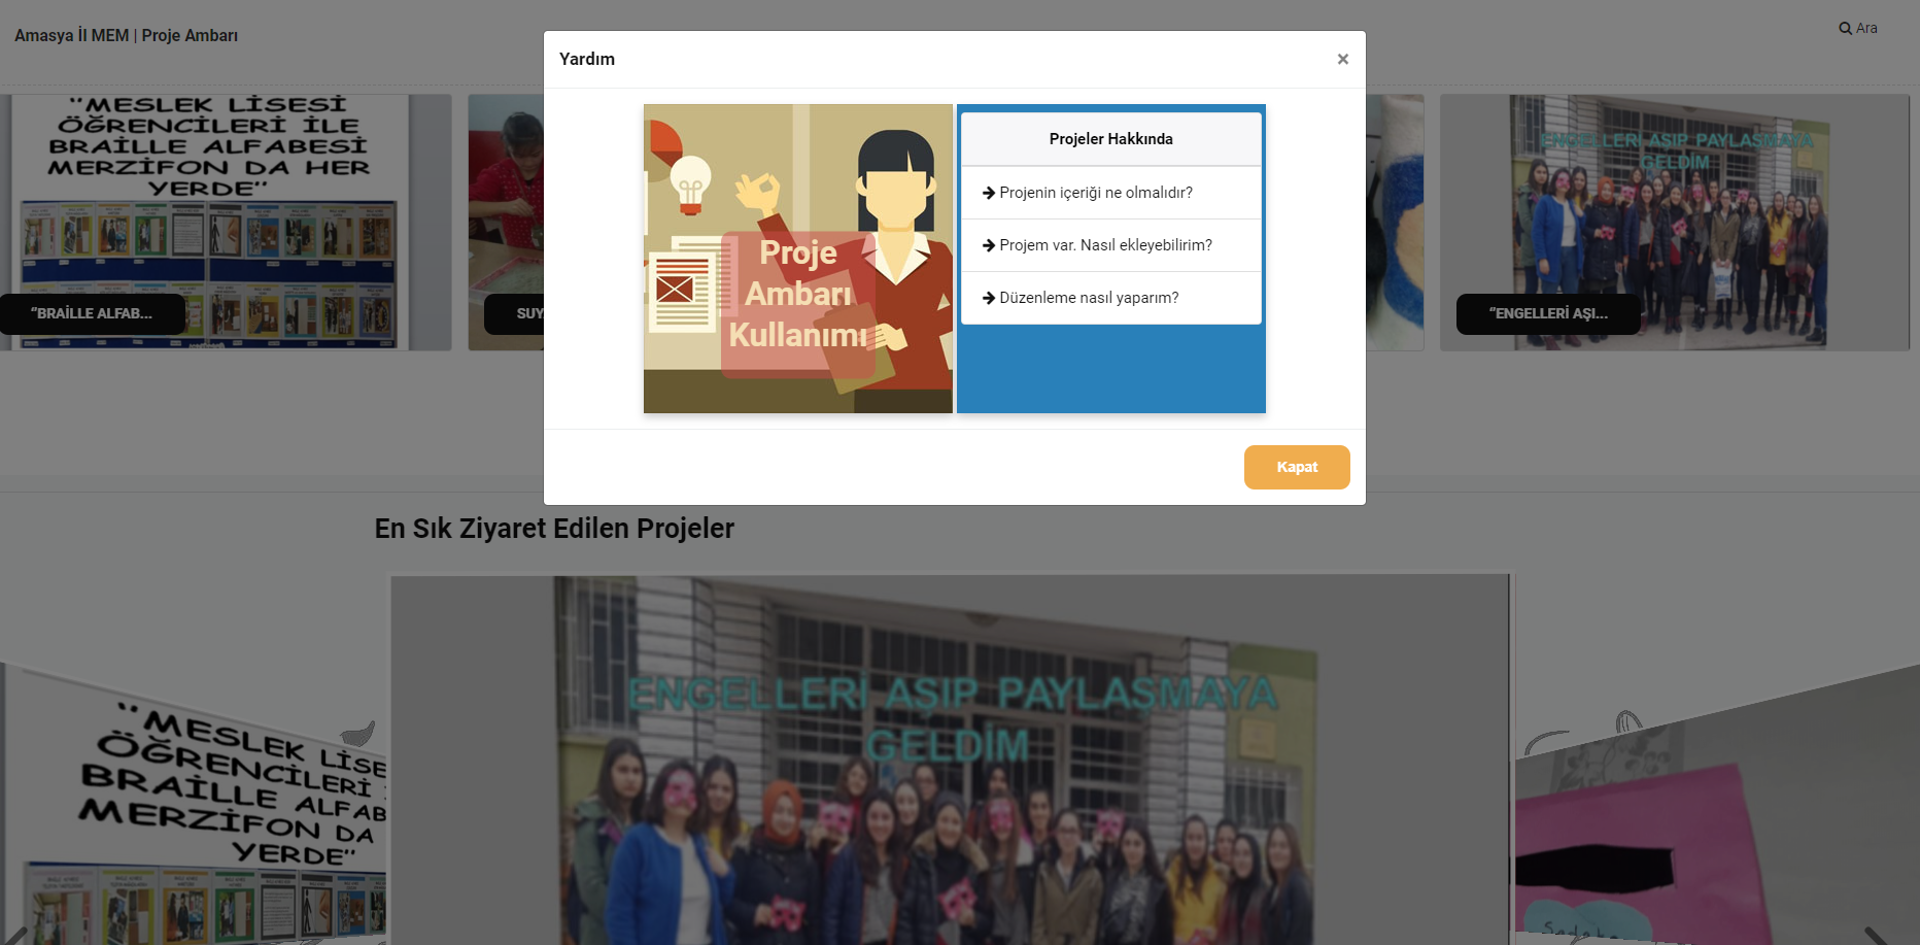 Amasya İl MEM | Proje Ambarı
Ara
Yardım
×
Proje
Ambarı
Kullanımı
Projeler Hakkında
Projenin içeriği ne olmalıdır?
Projem var. Nasıl ekleyebilirim?
Düzenleme nasıl yaparım?
Kapat
"MESLEK LİSESİ
ÖĞRENCİLERİ İLE
BRAİLLE ALFABESİ
MERZİFON DA HER
YERDE"
"BRAİLLE ALFAB...
SUY
ENGELLERİ AŞIP PAYLAŞMAYA
GELDİM
"ENGELLERİ AŞI...
En Sık Ziyaret Edilen Projeler
"MESLEK LİSE
ÖĞRENCİLERİ
BRAİLLE ALFAB
MERZİFON DA
YERDE"
ENGELLERİ AŞIP PAYLAŞMAYA
GELDİM